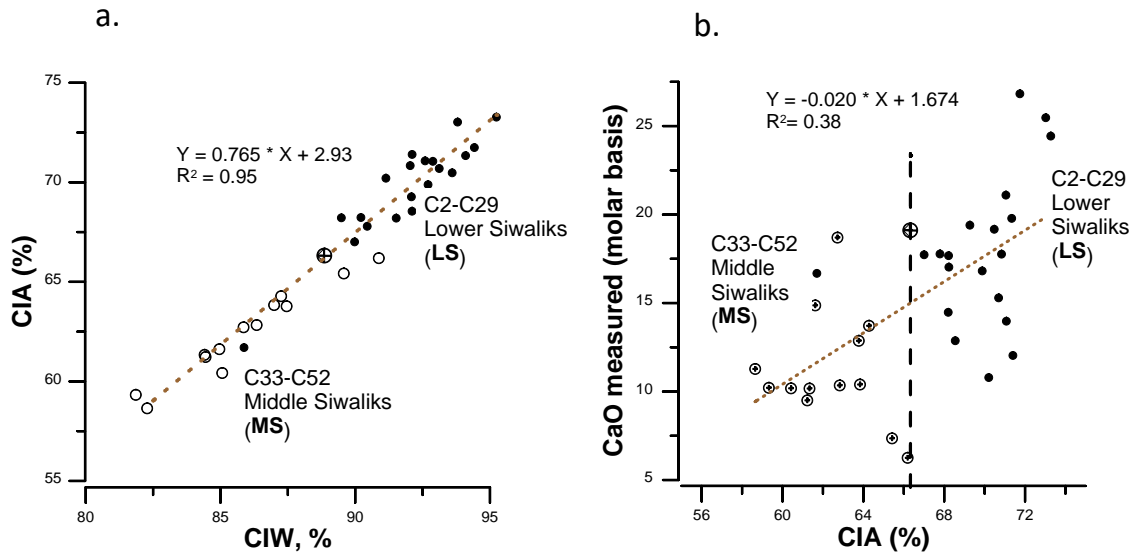 a.
75
70
65
60
55
CIA (%)
Y = 0.765 * X + 2.93
R² = 0.95
C2-C29
Lower Siwaliks
(LS)
C33-C52
Middle Siwaliks
(MS)
80
85
90
95
CIW, %
b.
25
20
15
10
5
CaO measured (molar basis)
Y = -0.020 * X + 1.674
R²= 0.38
C2-C29
Lower
Siwaliks
(LS)
C33-C52
Middle
Siwaliks
(MS)
56
60
64
68
72
CIA (%)